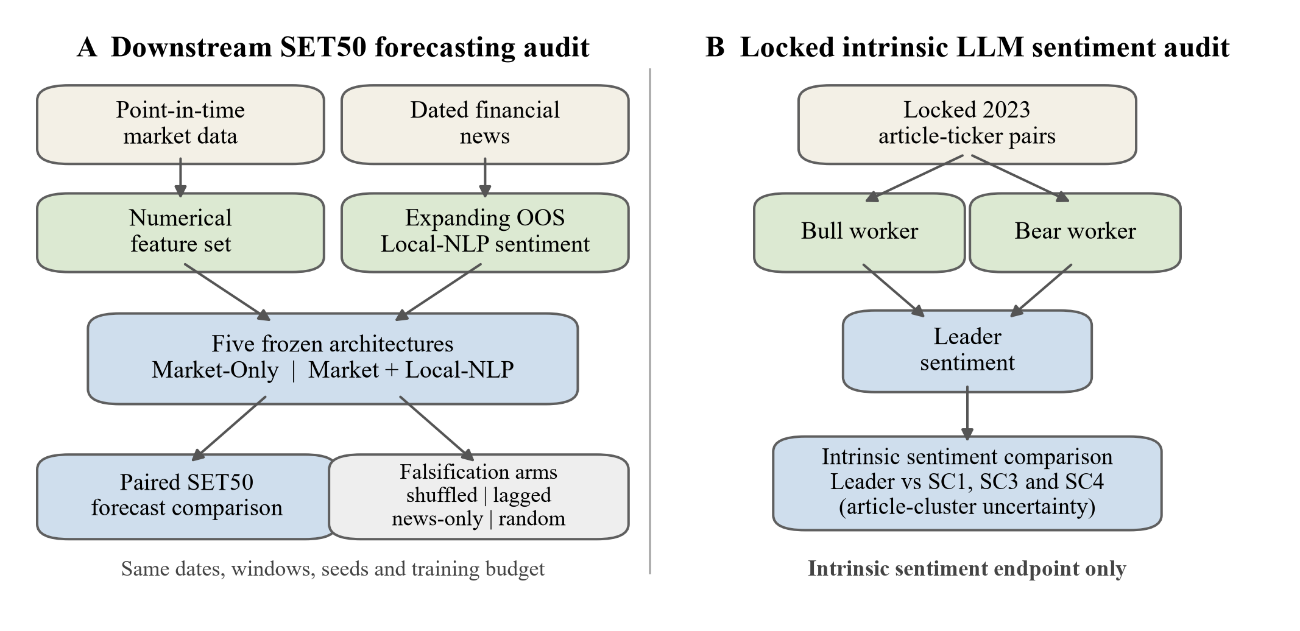 A Downstream SET50 forecasting audit
Point-in-time
market data
Dated financial
news
Numerical
feature set
Expanding OOS
Local-NLP sentiment
Five frozen architectures
Market-Only | Market + Local-NLP
Paired SET50
forecast comparison
Falsification arms
shuffled | lagged
news-only | random
Same dates, windows, seeds and training budget
B Locked intrinsic LLM sentiment audit
Locked 2023
article-ticker pairs
Bull worker
Bear worker
Leader
sentiment
Intrinsic sentiment comparison
Leader vs SC1, SC3 and SC4
(article-cluster uncertainty)
Intrinsic sentiment endpoint only